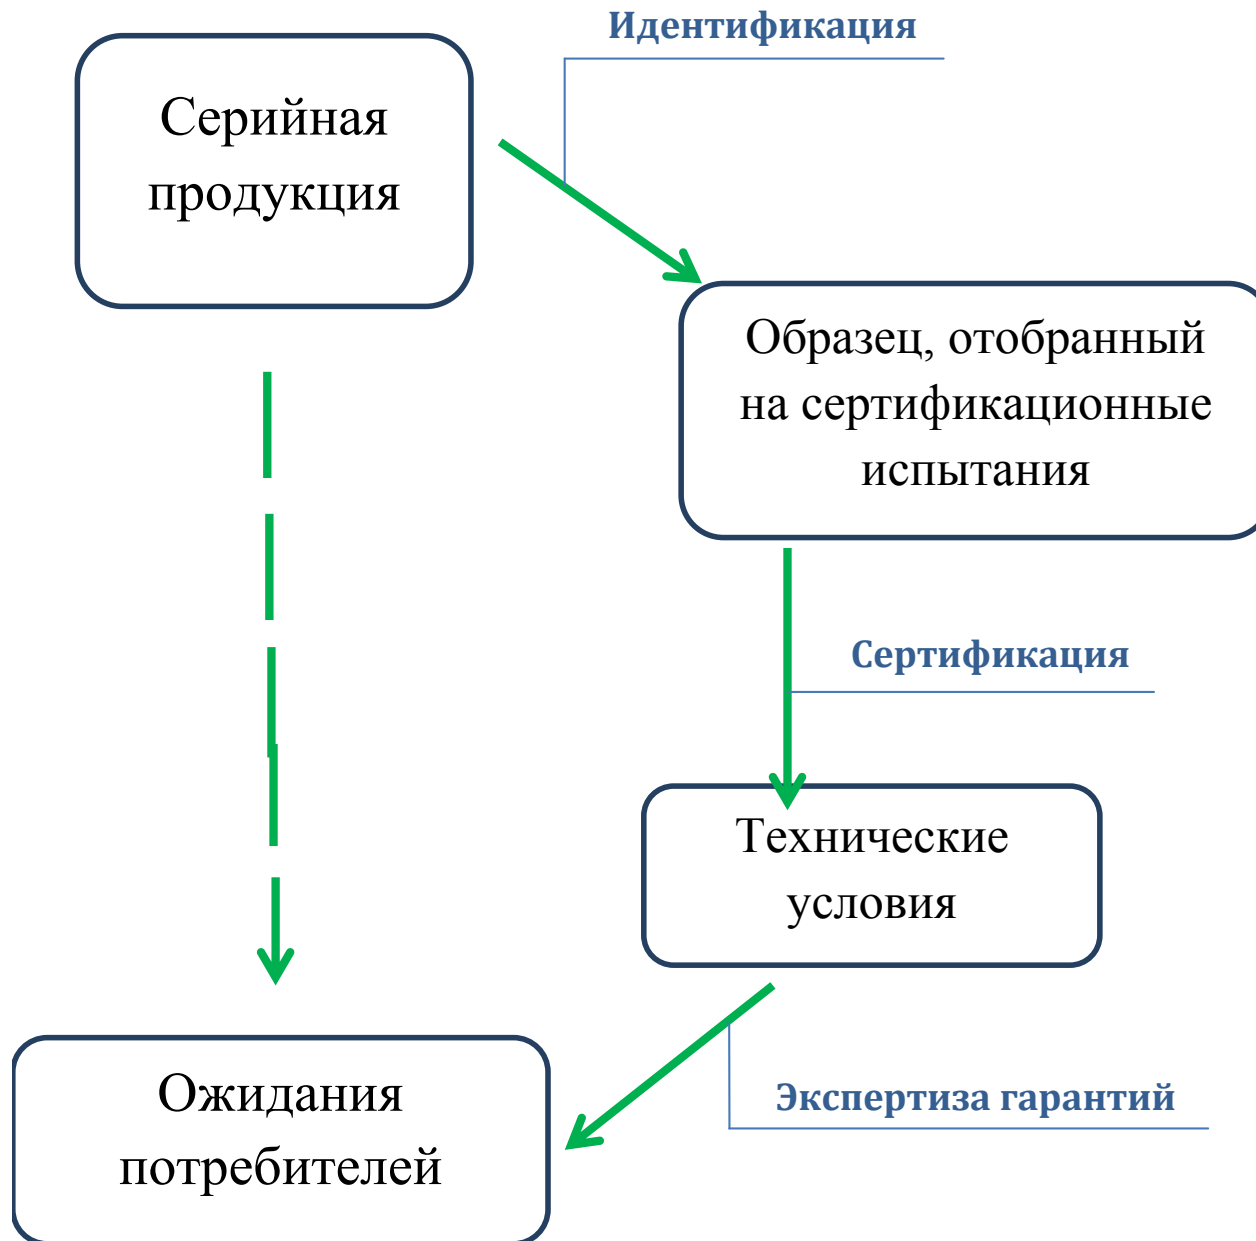 Идентификация
Серийная
продукция
Образец, отобранный
на сертификационные
испытания
Сертификация
Технические
условия
Экспертиза гарантий
Ожидания
потребителей